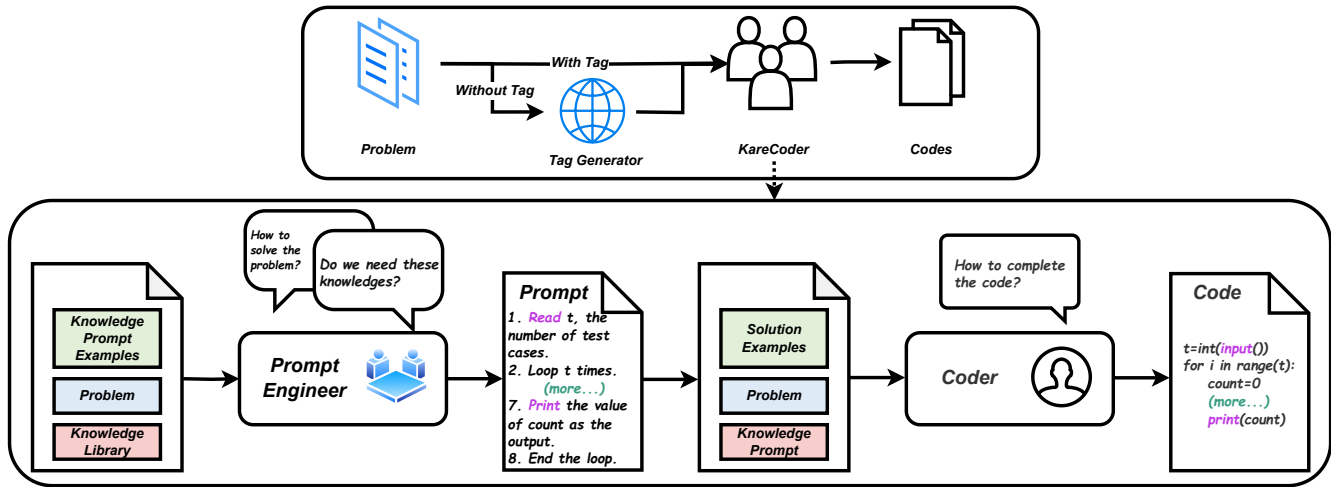 With Tag
Without Tag
Problem
Tag Generator
KareCoder
Codes
How to
solve the
problem?
Do we need these
knowledges?
Knowledge
Prompt
Examples
Problem
Knowledge
Library
Prompt
Engineer
Prompt
1. Read t, the
number of test
cases.
2. Loop t times.
(more...)
7. Print the value
of count as the
output.
8. End the loop.
Solution
Examples
Problem
Knowledge
Prompt
How to complete
the code?
Coder
Code
t=int(input())
for i in range(t):
count=0
(more...)
print(count)